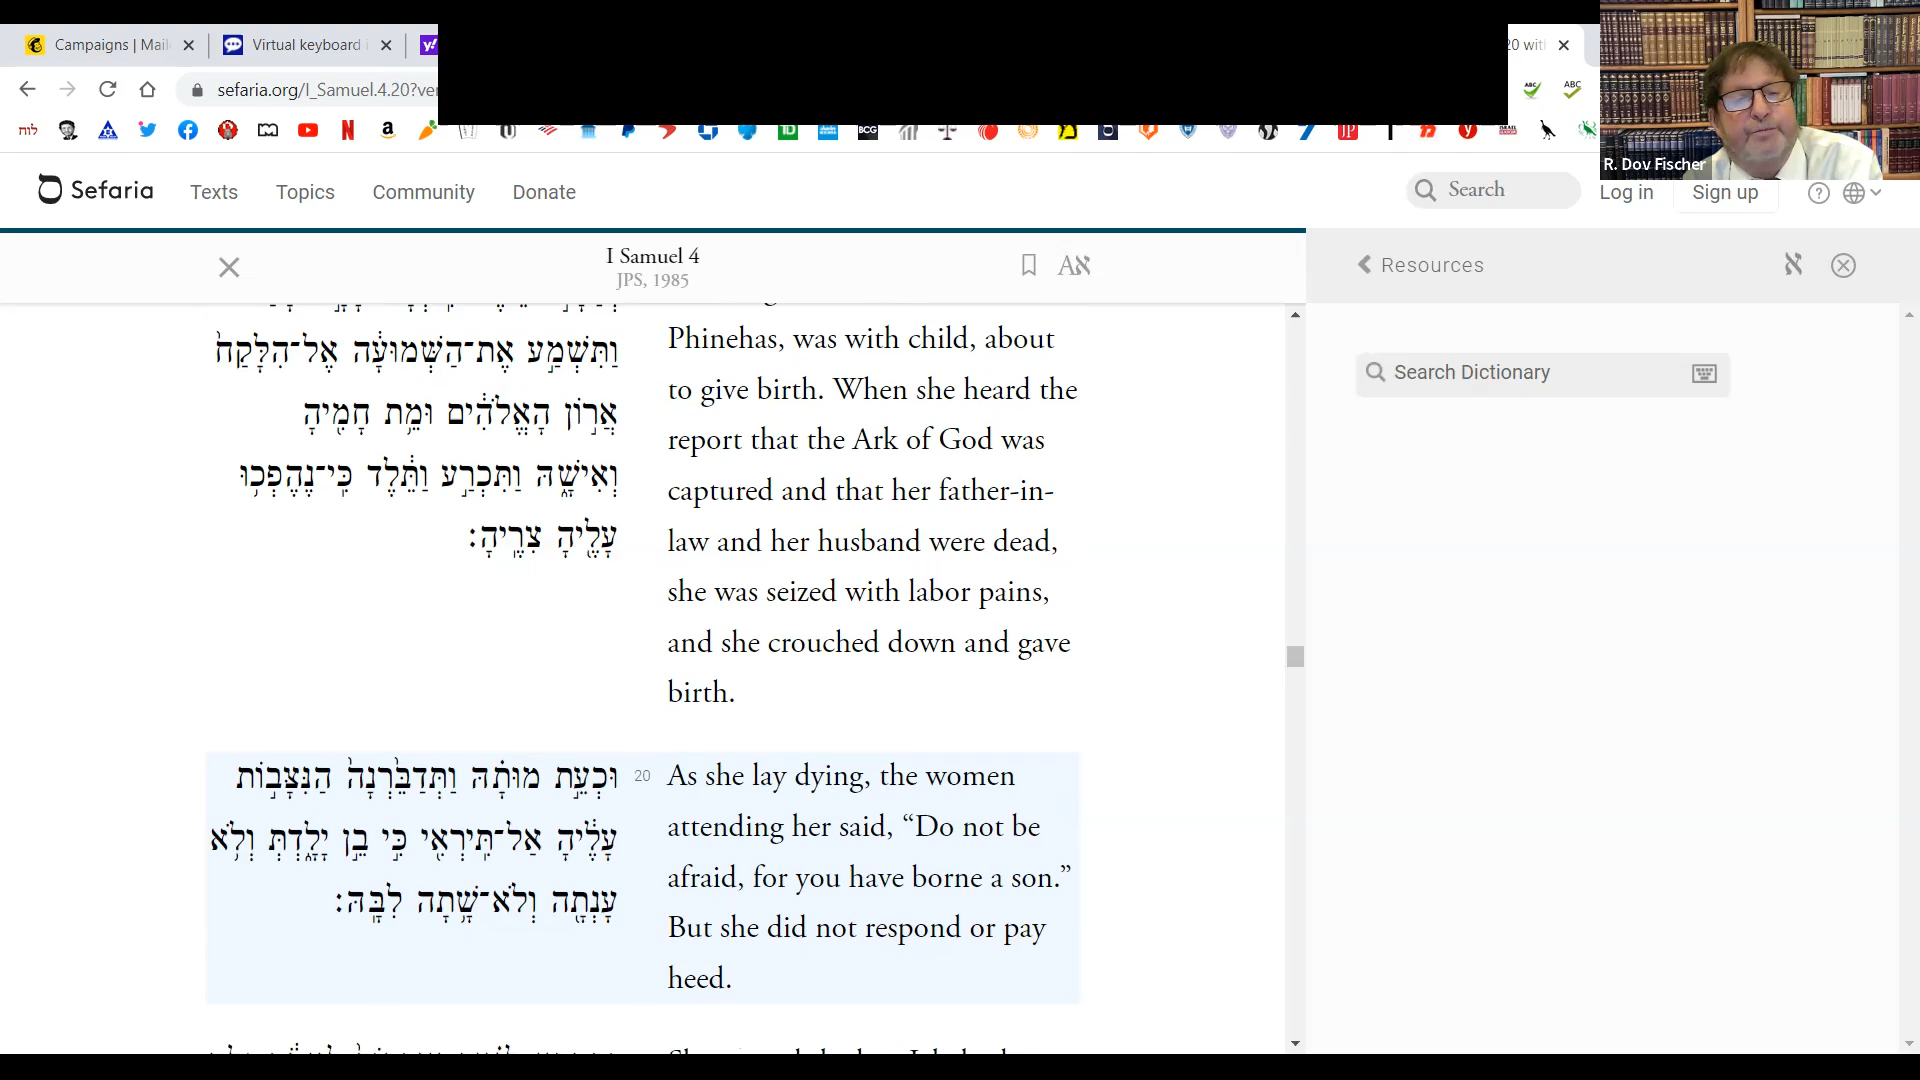 Campaigns | Mail
Virtual keyboard i
20 wit
sefaria.org/I_Samuel.4.20?ve
R. Dov Fischer
Sefaria
Texts
Topics
Community
Donate
Search
Log in
Sign up
I Samuel 4
JPS, 1985
Resources
Search Dictionary
וַתִּשְׁמַ֣ע אֶת־הַשְּׁמוּעָ֔ה אֶל־הִלָּקַח֙
אֲר֣וֹן הָאֱלֹהִ֔ים וּמֵ֥ת חָמִ֖יהָ
וְאִישָׁ֑הּ וַתִּכְרַ֣ע וַתֵּ֔לֶד כִּֽי־נֶהֶפְכ֥וּ
עָלֶ֖יהָ צִרֶֽיהָ׃
Phinehas, was with child, about
to give birth. When she heard the
report that the Ark of God was
captured and that her father-in-
law and her husband were dead,
she was seized with labor pains,
and she crouched down and gave
birth.
וּכְעֵ֣ת מוּתָ֗הּ וַתְּדַבֵּ֙רְנָה֙ הַנִּצָּב֣וֹת
עָלֶ֔יהָ אַל־תִּֽירְאִ֖י כִּ֣י בֵ֣ן יָלָ֑דְתְּ וְלֹ֥א
עָנְתָ֖ה וְלֹא־שָׁ֥תָה לִבָּֽהּ׃
20
As she lay dying, the women
attending her said, “Do not be
afraid, for you have borne a son.”
But she did not respond or pay
heed.